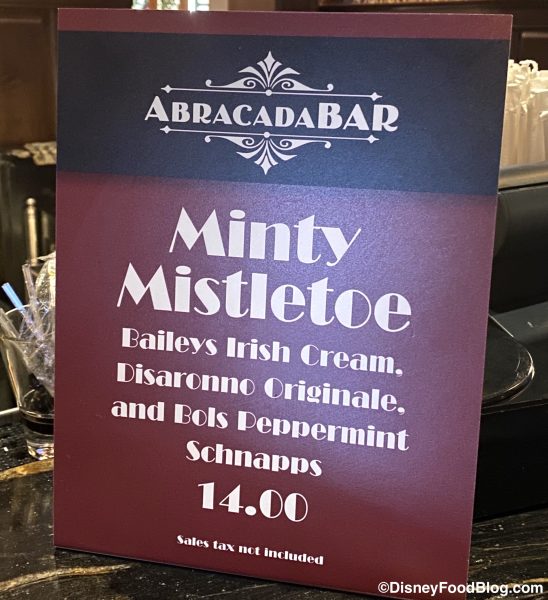 ABRACADABAR
Minty
Mistletoe
Baileys Irish Cream,
Disaronno Originale,
and Bols Peppermint
Schnapps
14.00
Sales tax not included
©DisneyFoodBlog.com